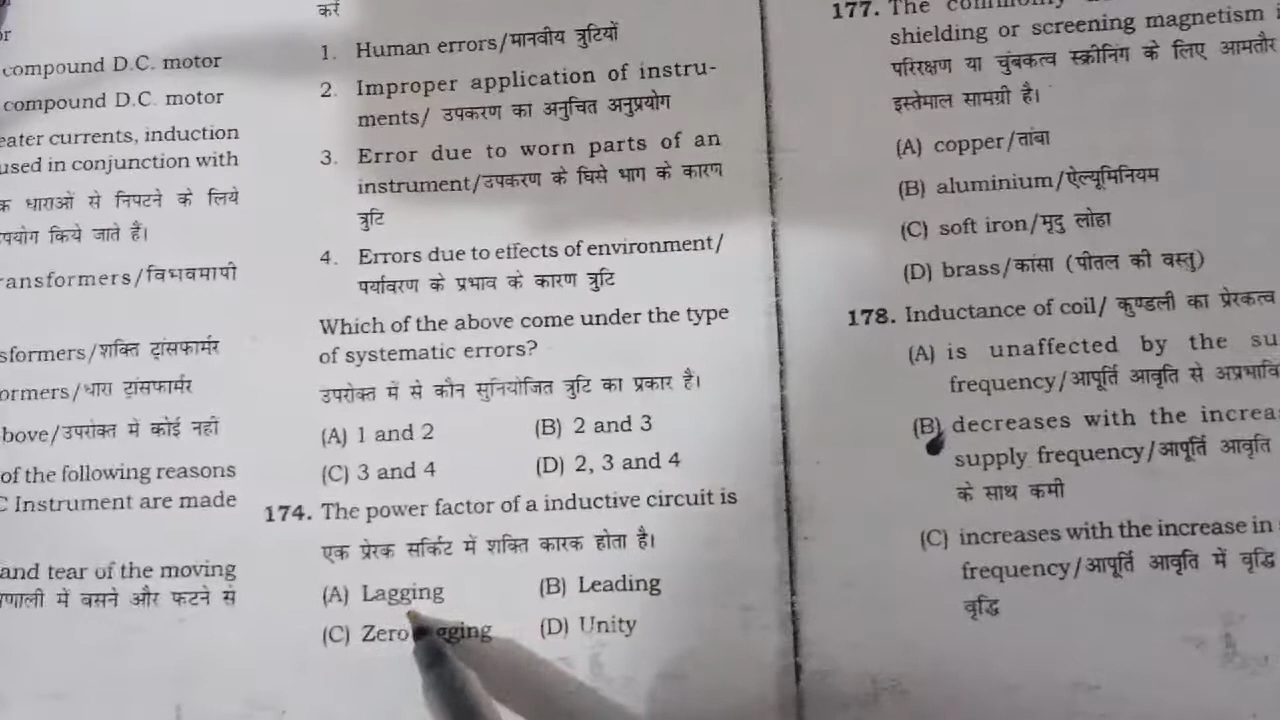 compound D.C. motor
compound D.C. motor
currents, induction
used in conjunction with
धाराओं से निपटने के लिये
किये जाते हैं।
/विभवमापी
/शक्ति ट्रांसफार्मर
/धारा ट्रांसफार्मर
/उपरोक्त में कोई नहीं
of the following reasons
Instrument are made
and tear of the moving
में बसने और फटने से
करें
1. Human errors/मानवीय त्रुटियों
2. Improper application of instru-
ments/ उपकरण का अनुचित अनुप्रयोग
3. Error due to worn parts of an
instrument/उपकरण के घिसे भाग के कारण
त्रुटि
4. Errors due to effects of environment/
पर्यावरण के प्रभाव के कारण त्रुटि
Which of the above come under the type
of systematic errors?
उपरोक्त में से कौन सुनियोजित त्रुटि का प्रकार है।
(A) 1 and 2 (B) 2 and 3
(C) 3 and 4 (D) 2, 3 and 4
174. The power factor of a inductive circuit is
एक प्रेरक सर्किट में शक्ति कारक होता है।
(A) Lagging (B) Leading
(C) Zero (D) Unity
177. The
shielding or screening magnetism
परिरक्षण या चुंबकत्व स्क्रीनिंग के लिए आमतौर
इस्तेमाल सामग्री है।
(A) copper/तांबा
(B) aluminium/ऐल्यूमिनियम
(C) soft iron/मृदु लोहा
(D) brass/कांसा (पीतल की वस्तु)
178. Inductance of coil/ कुण्डली का प्रेरकत्व
(A) is unaffected by the
frequency/आपूर्ति आवृति से
(B) decreases with the
supply frequency/आपूर्ति आवृति
के साथ कमी
(C) increases with the increase in
frequency/आपूर्ति आवृति में वृद्धि
वृद्धि